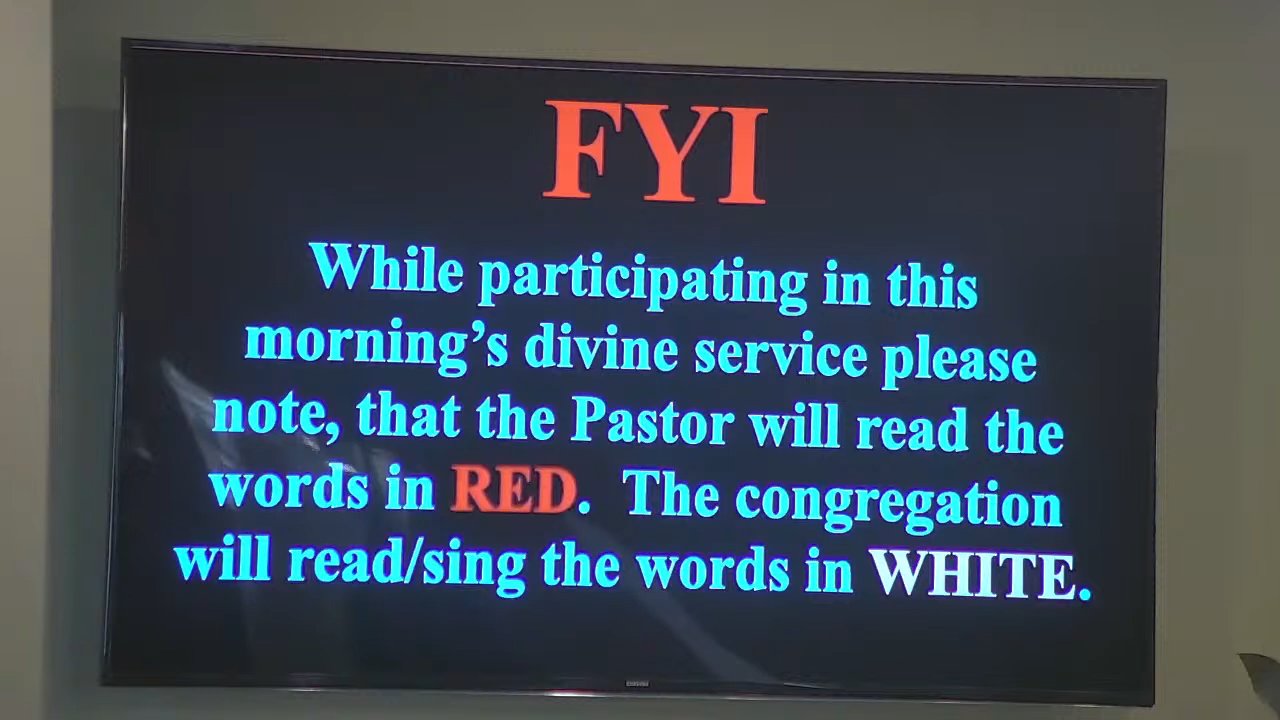 FYI
While participating in this
morning’s divine service please
note, that the Pastor will read the
words in RED.  The congregation
will read/sing the words in WHITE.